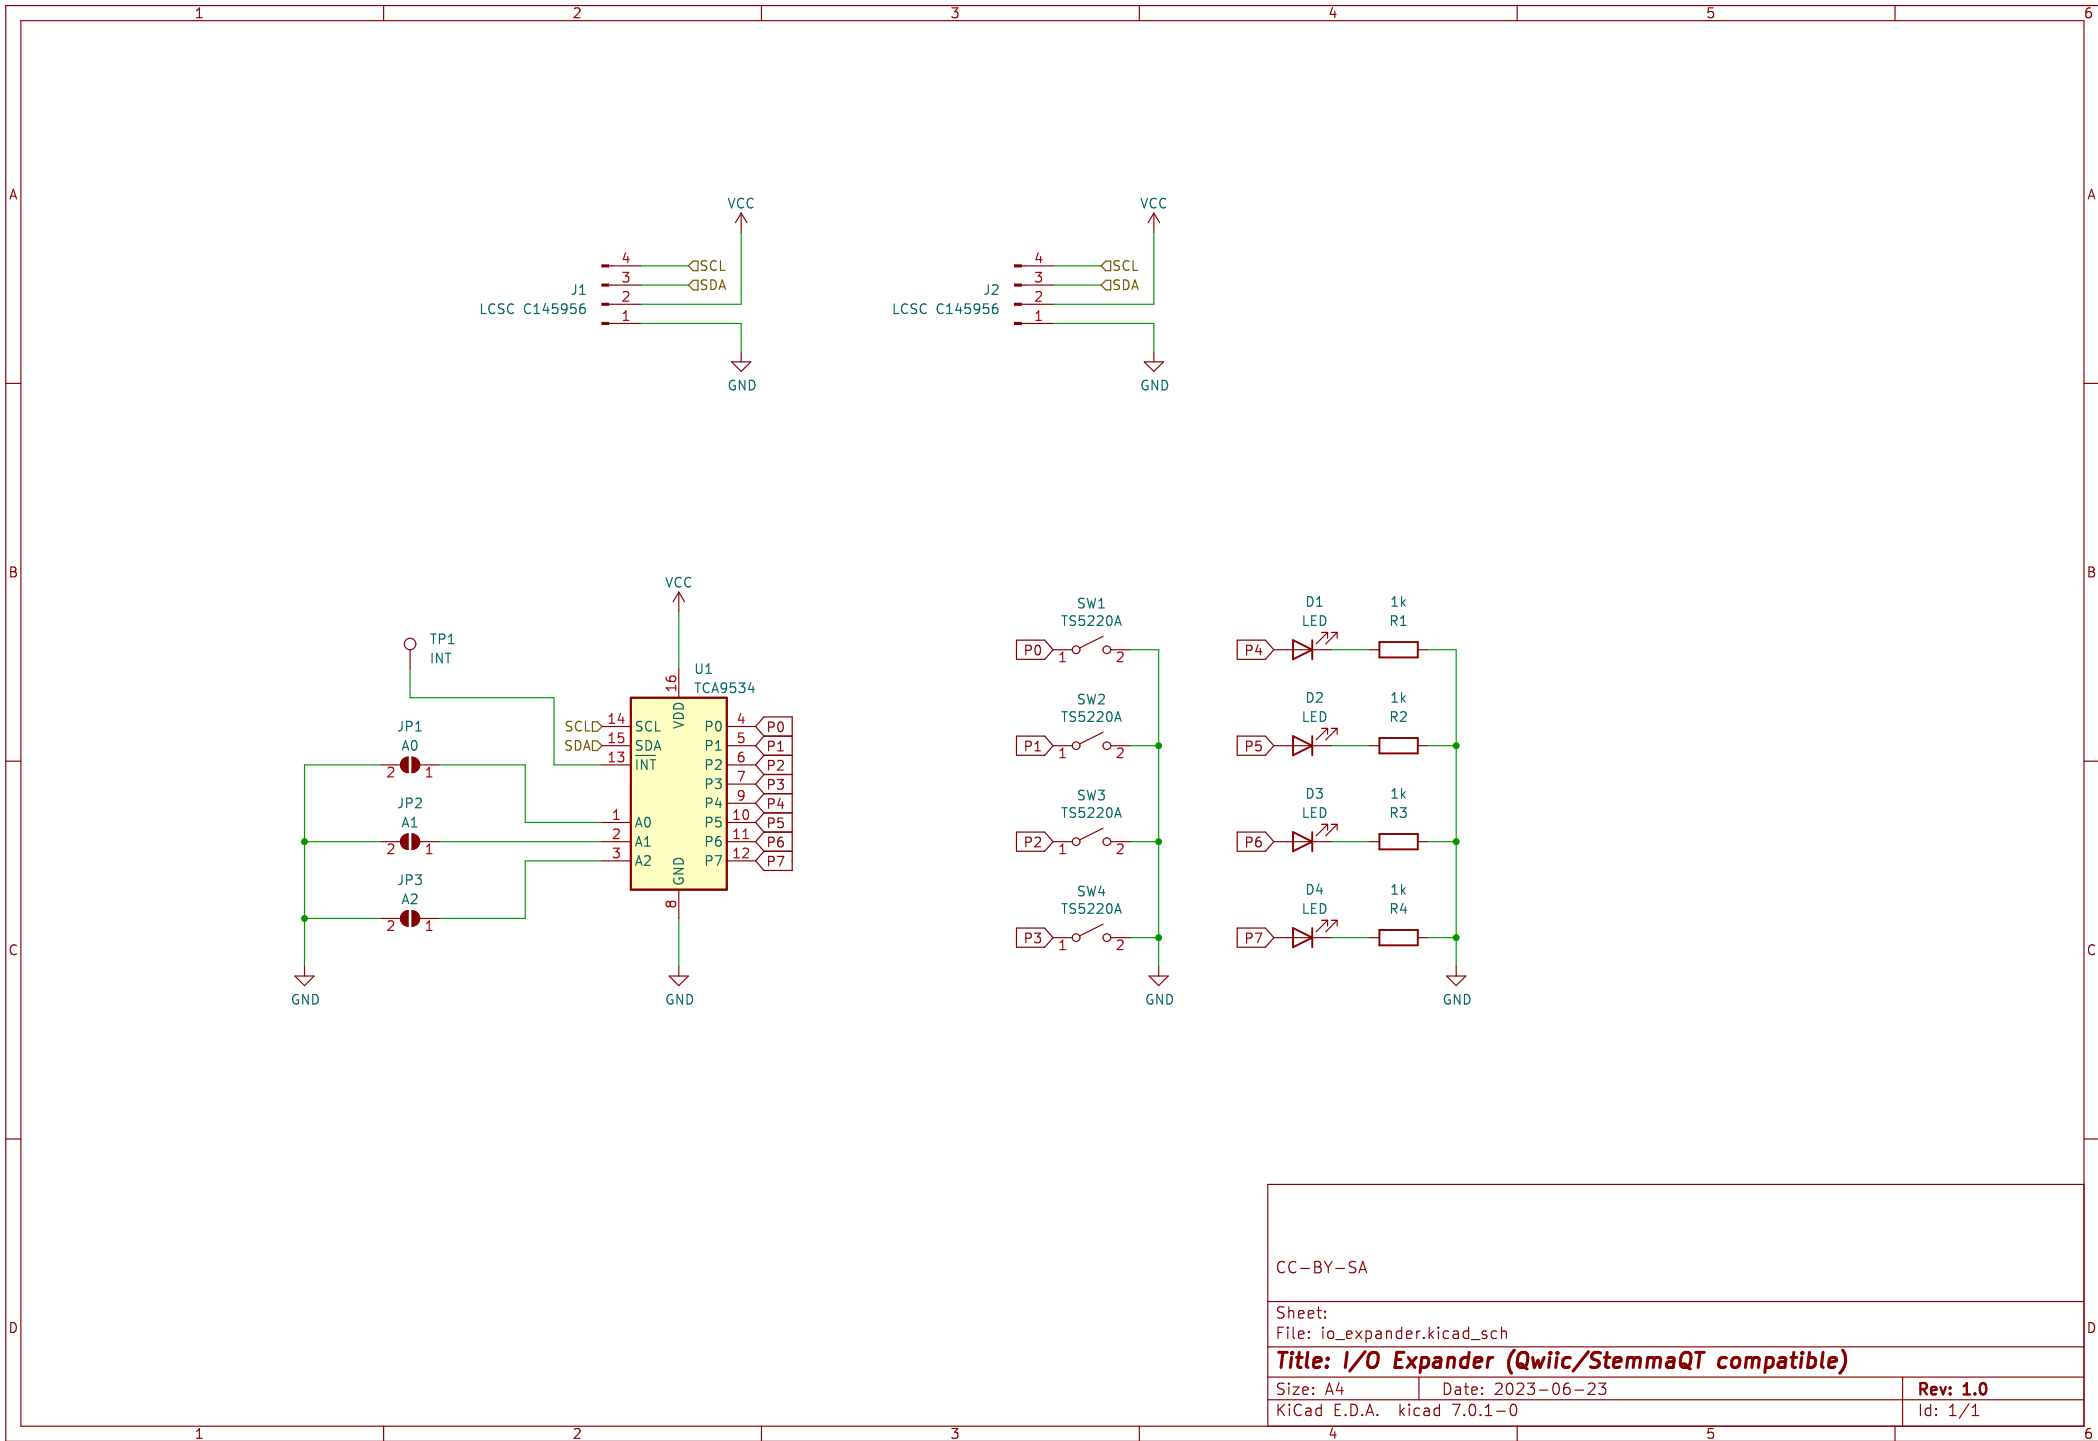 1 2 3 4 5 6
A A
VCC VCC
4 SCL 4 SCL
3 SDA 3 SDA
J1 2 J2 2
LCSC C145956 1 LCSC C145956 1
GND GND
B B
VCC
TP1
INT
U1
TCA9534
16
VDD
SCL 14 SCL P0 4 P0
SDA 15 SDA P1 5 P1
13 INT P2 6 P2
P3 7 P3
P4 9 P4
1 A0 P5 10 P5
2 A1 P6 11 P6
3 A2 P7 12 P7
GND
8
GND
JP1
A0
2 1
JP2
A1
2 1
JP3
A2
2 1
GND
SW1
TS5220A
P0 1 2
SW2
TS5220A
P1 1 2
SW3
TS5220A
P2 1 2
SW4
TS5220A
P3 1 2
GND
D1 1k
LED R1
P4
D2 1k
LED R2
P5
D3 1k
LED R3
P6
D4 1k
LED R4
P7
GND
C C
CC-BY-SA
Sheet:
File: io_expander.kicad_sch
Title: I/O Expander (Qwiic/StemmaQT compatible)
Size: A4 Date: 2023-06-23 Rev: 1.0
KiCad E.D.A. kicad 7.0.1-0 Id: 1/1
D D
1 2 3 4 5 6